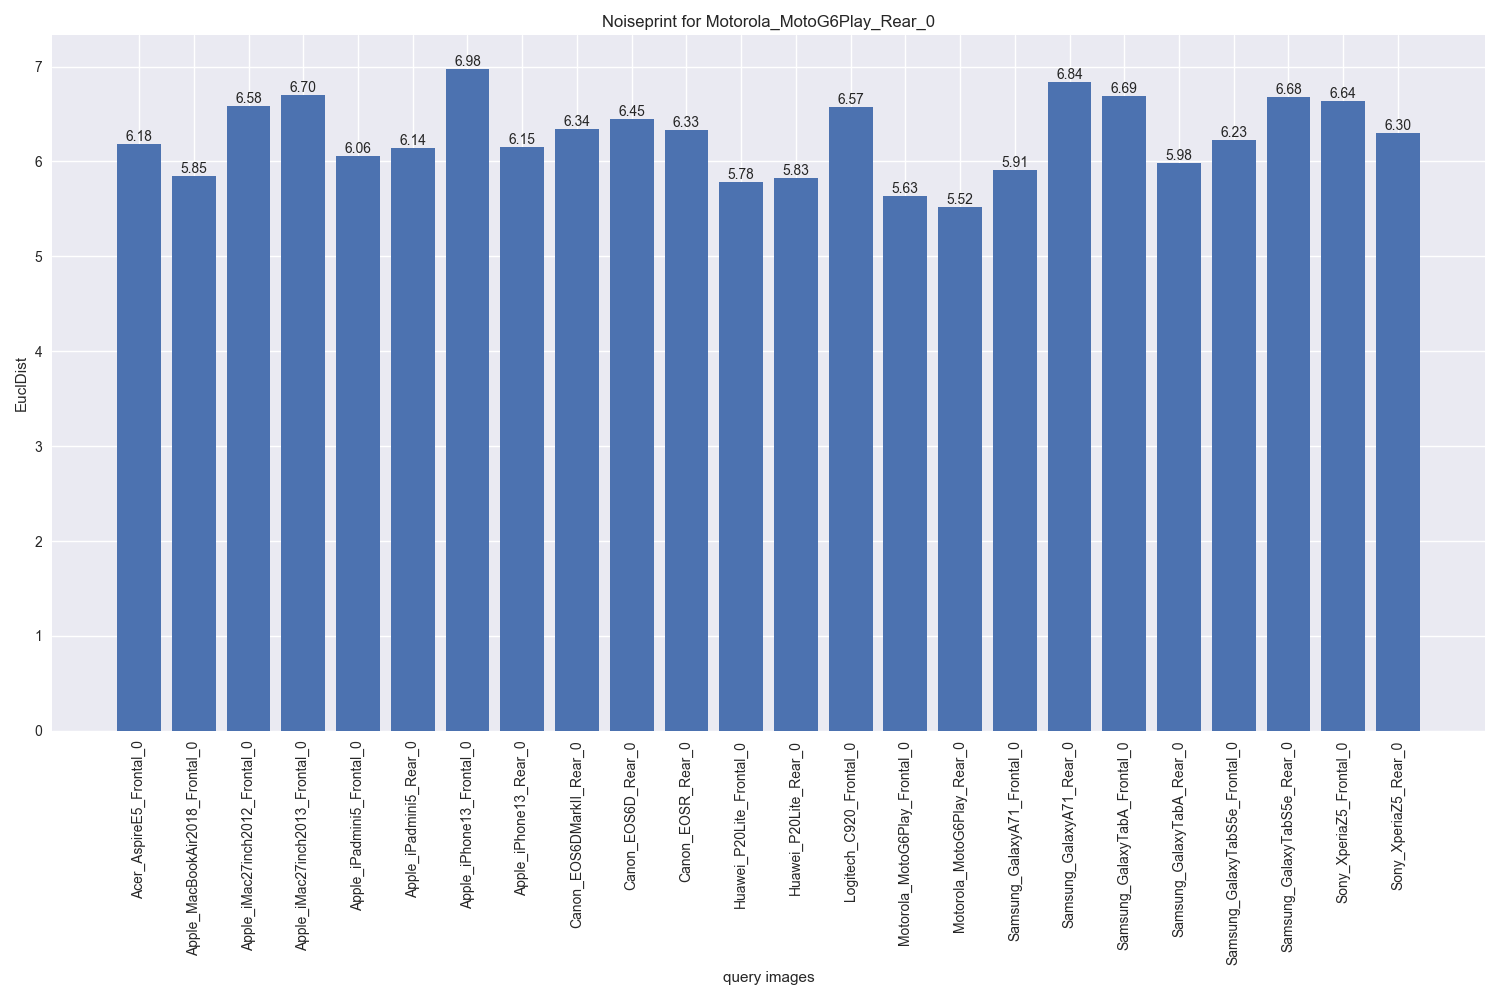 Noiseprint for Motorola_MotoG6Play_Rear_0
EuclDist
7
6
5
4
3
2
1
0
6.18
5.85
6.58
6.70
6.06
6.14
6.98
6.15
6.34
6.45
6.33
5.78
5.83
6.57
5.63
5.52
5.91
6.84
6.69
5.98
6.23
6.68
6.64
6.30
Acer_AspireE5_Frontal_0
Apple_MacBookAir2018_Frontal_0
Apple_iMac27inch2012_Frontal_0
Apple_iMac27inch2013_Frontal_0
Apple_iPadmini5_Frontal_0
Apple_iPadmini5_Rear_0
Apple_iPhone13_Frontal_0
Apple_iPhone13_Rear_0
Canon_EOS6DMarkII_Rear_0
Canon_EOS6D_Rear_0
Canon_EOSR_Rear_0
Huawei_P20Lite_Frontal_0
Huawei_P20Lite_Rear_0
Logitech_C920_Frontal_0
Motorola_MotoG6Play_Frontal_0
Motorola_MotoG6Play_Rear_0
Samsung_GalaxyA71_Frontal_0
Samsung_GalaxyA71_Rear_0
Samsung_GalaxyTabA_Frontal_0
Samsung_GalaxyTabA_Rear_0
Samsung_GalaxyTabS5e_Frontal_0
Samsung_GalaxyTabS5e_Rear_0
Sony_XperiaZ5_Frontal_0
Sony_XperiaZ5_Rear_0
query images